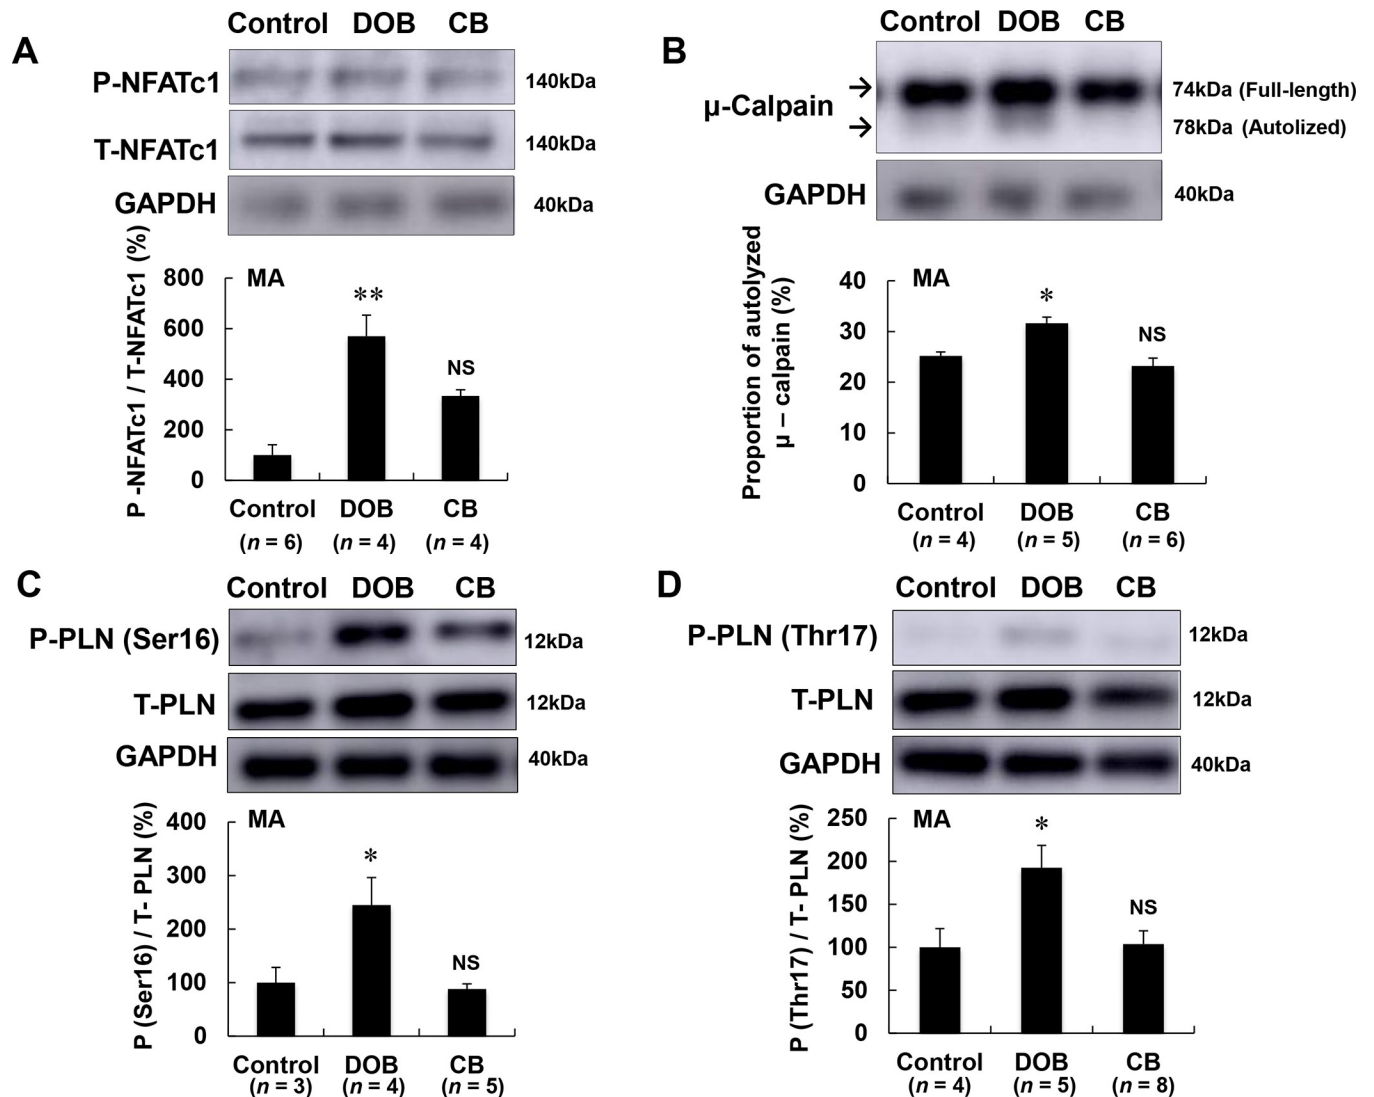 A
Control DOB CB
P-NFATc1 140kDa
T-NFATc1 140kDa
GAPDH 40kDa
P -NFATc1 / T-NFATc1 (%)
MA
800
600
400
200
0
**
NS
Control DOB CB
(n = 6) (n = 4) (n = 4)
B
Control DOB CB
μ-Calpain
→ 74kDa (Full-length)
→ 78kDa (Autolized)
GAPDH 40kDa
Proportion of autolyzed
μ – calpain (%)
MA
40
30
20
10
0
*
NS
Control DOB CB
(n = 4) (n = 5) (n = 6)
C
Control DOB CB
P-PLN (Ser16) 12kDa
T-PLN 12kDa
GAPDH 40kDa
P (Ser16) / T- PLN (%)
MA
400
300
200
100
0
*
NS
Control DOB CB
(n = 3) (n = 4) (n = 5)
D
Control DOB CB
P-PLN (Thr17) 12kDa
T-PLN 12kDa
GAPDH 40kDa
P (Thr17) / T- PLN (%)
MA
250
200
150
100
50
0
*
NS
Control DOB CB
(n = 4) (n = 5) (n = 8)